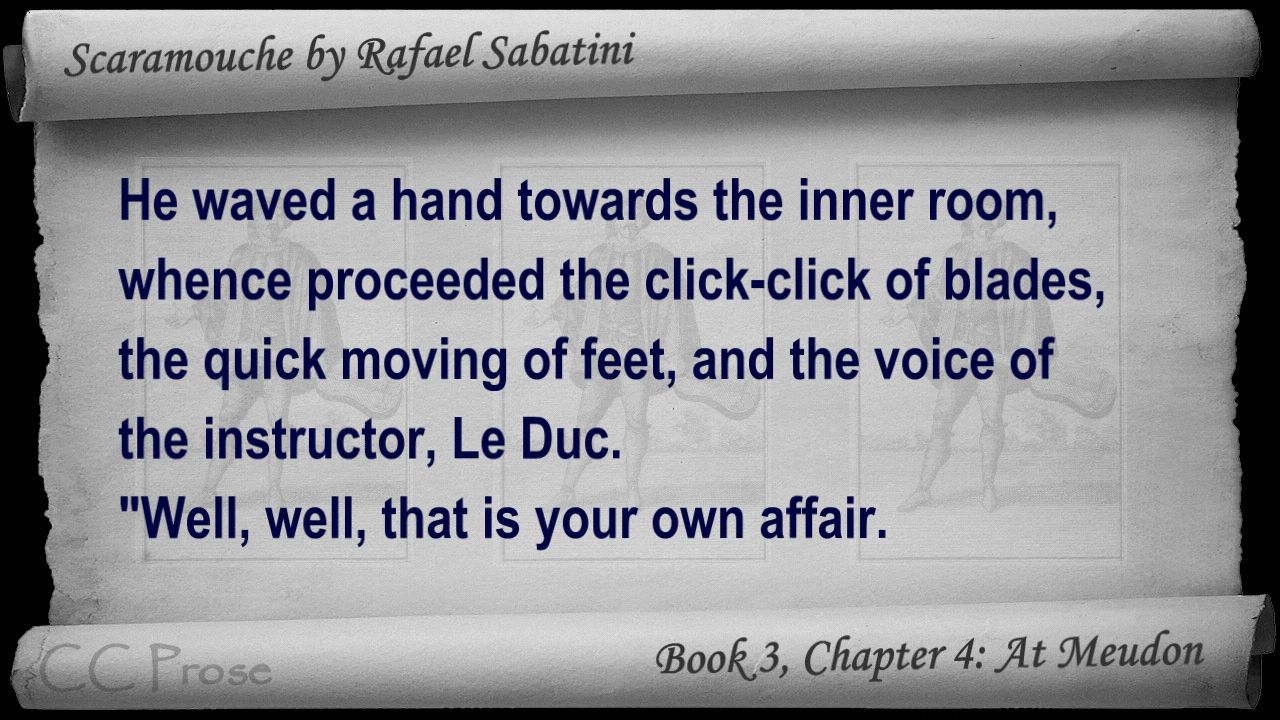 Scaramouche by Rafael Sabatini
He waved a hand towards the inner room,
whence proceeded the click-click of blades,
the quick moving of feet, and the voice of
the instructor, Le Duc.
"Well, well, that is your own affair.
CC Prose
Book 3, Chapter 4: At Meudon